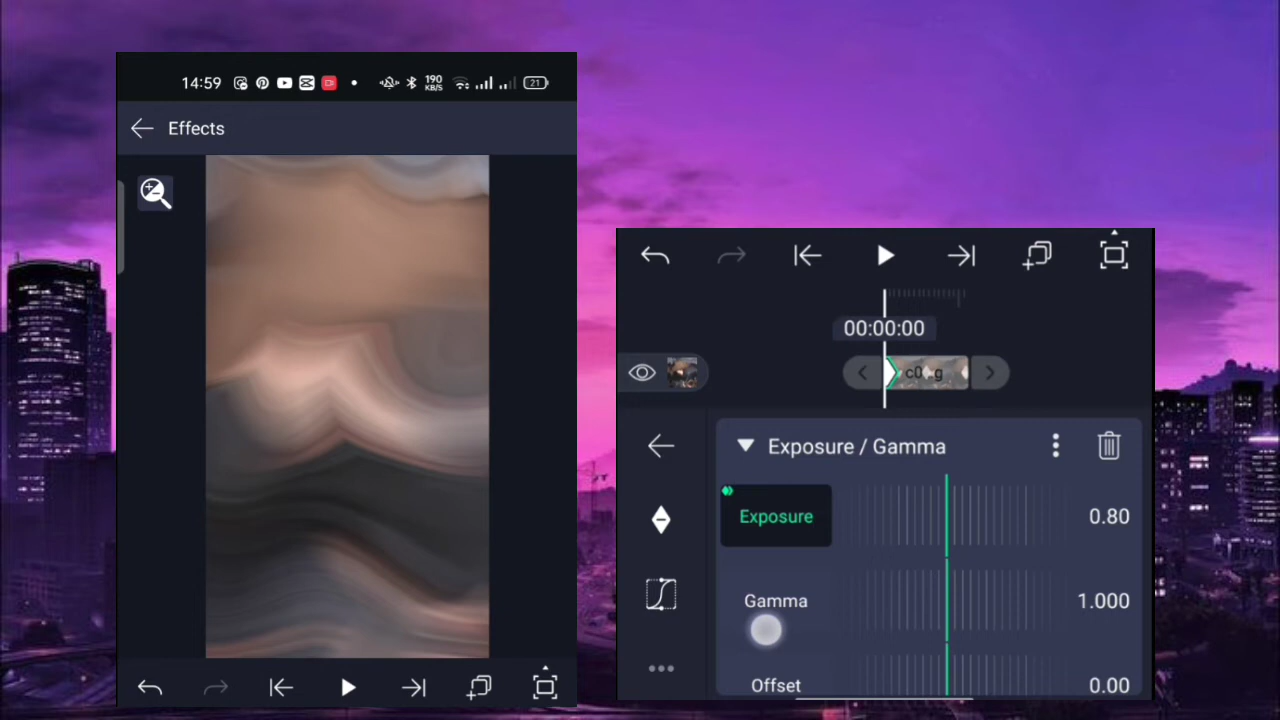 14:59
190
KB/S
21
Effects
00:00:00
c0 g
Exposure / Gamma
Exposure
0.80
Gamma
1.000
Offset
0.00